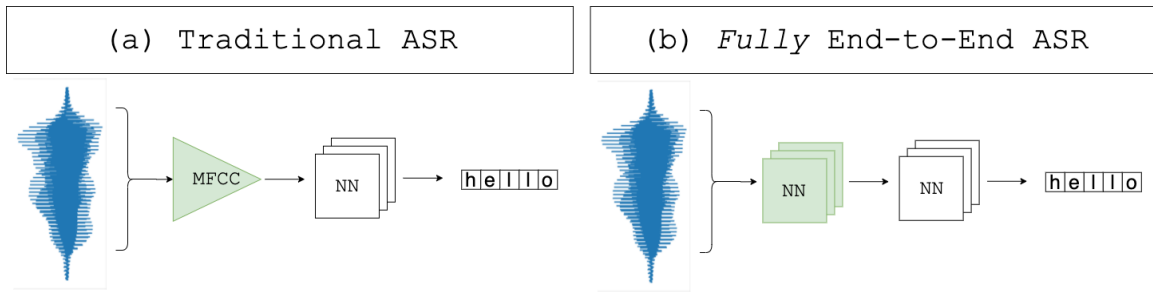 (a) Traditional ASR
(b) Fully End-to-End ASR
MFCC
NN
hello
NN
NN
hello